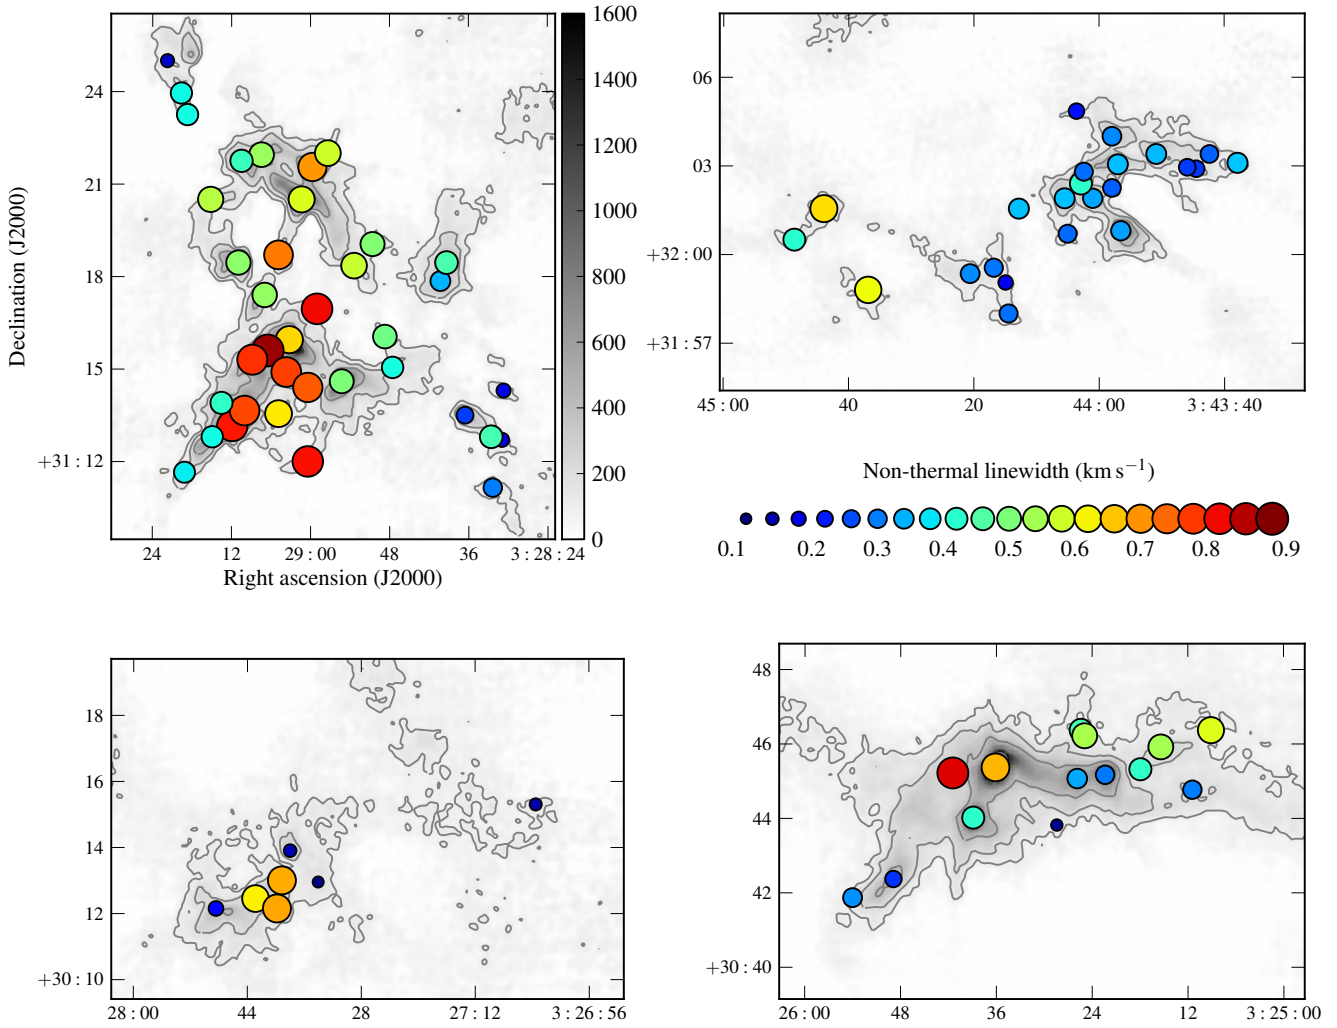 1600
1400
1200
1000
800
600
400
200
0
Declination (J2000)
24
21
18
15
+31 : 12
24 12 29 : 00 48 36 3 : 28 : 24
Right ascension (J2000)
06
03
+32 : 00
+31 : 57
45 : 00 40 20 44 : 00 3 : 43 : 40
Non-thermal linewidth (km s⁻¹)
0.1 0.2 0.3 0.4 0.5 0.6 0.7 0.8 0.9
18
16
14
12
+30 : 10
28 : 00 44 28 27 : 12 3 : 26 : 56
48
46
44
42
+30 : 40
26 : 00 48 36 24 12 3 : 25 : 00